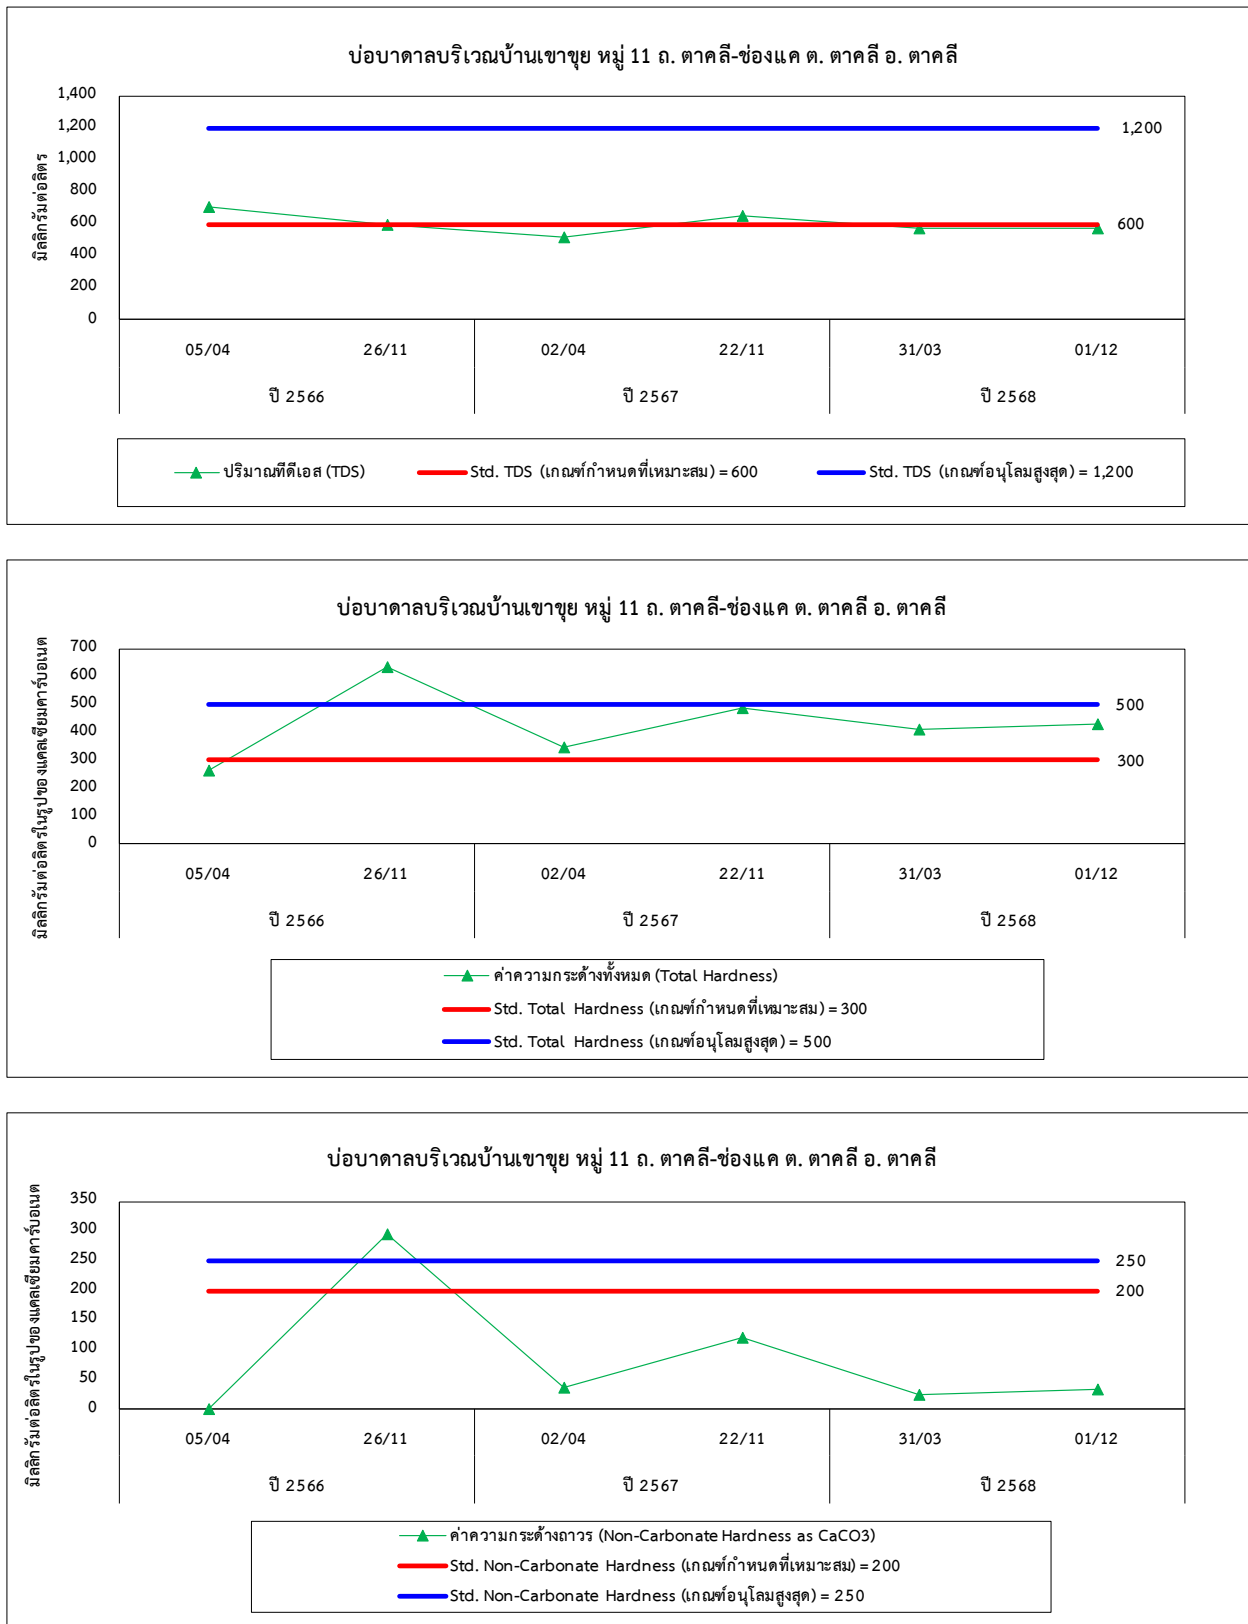 บ่อบาดาลบริเวณบ้านเขาขุย หมู่ 11 ถ. ตาคลี-ช่องแค ต. ตาคลี อ. ตาคลี
มิลลิกรัมต่อลิตร
1,400
1,200
1,000
800
600
400
200
0
1,200
600
05/04 26/11 02/04 22/11 31/03 01/12
ปี 2566 ปี 2567 ปี 2568
ปริมาณทีดีเอส (TDS) Std. TDS (เกณฑ์กำหนดที่เหมาะสม) = 600 Std. TDS (เกณฑ์อนุโลมสูงสุด) = 1,200
บ่อบาดาลบริเวณบ้านเขาขุย หมู่ 11 ถ. ตาคลี-ช่องแค ต. ตาคลี อ. ตาคลี
มิลลิกรัมต่อลิตรในรูปของแคลเซียมคาร์บอเนต
700
600
500
400
300
200
100
0
500
300
05/04 26/11 02/04 22/11 31/03 01/12
ปี 2566 ปี 2567 ปี 2568
ค่าความกระด้างทั้งหมด (Total Hardness)
Std. Total Hardness (เกณฑ์กำหนดที่เหมาะสม) = 300
Std. Total Hardness (เกณฑ์อนุโลมสูงสุด) = 500
บ่อบาดาลบริเวณบ้านเขาขุย หมู่ 11 ถ. ตาคลี-ช่องแค ต. ตาคลี อ. ตาคลี
มิลลิกรัมต่อลิตรในรูปของแคลเซียมคาร์บอเนต
350
300
250
200
150
100
50
0
250
200
05/04 26/11 02/04 22/11 31/03 01/12
ปี 2566 ปี 2567 ปี 2568
ค่าความกระด้างถาวร (Non-Carbonate Hardness as CaCO3)
Std. Non-Carbonate Hardness (เกณฑ์กำหนดที่เหมาะสม) = 200
Std. Non-Carbonate Hardness (เกณฑ์อนุโลมสูงสุด) = 250